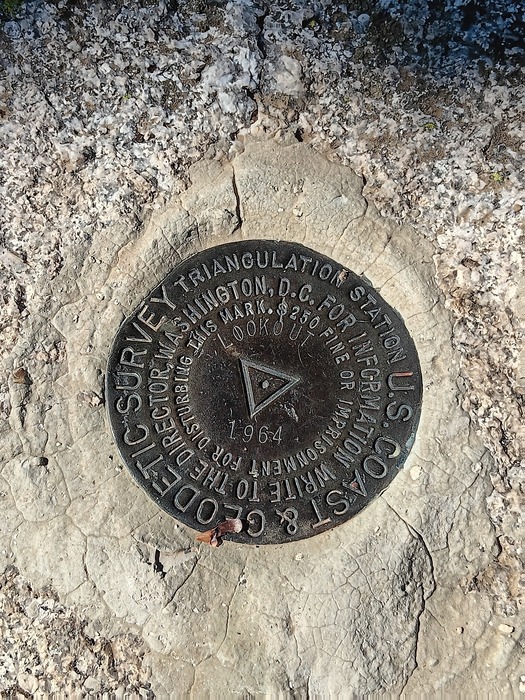 U.S. COAST & GEODETIC SURVEY
TRIANGULATION STATION
FOR INFORMATION WRITE TO THE DIRECTOR, WASHINGTON, D.C.
$250 FINE OR IMPRISONMENT FOR DISTURBING THIS MARK.
LOOKOUT
1964